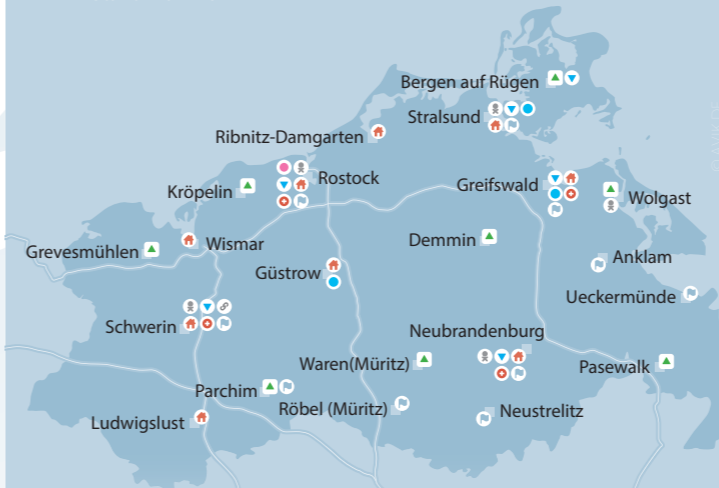 Bergen auf Rügen
Stralsund
Ribnitz-Damgarten
Rostock
Kröpelin
Greifswald
Wolgast
Grevesmühlen
Wismar
Demmin
Anklam
Güstrow
Ueckermünde
Schwerin
Neubrandenburg
Waren(Müritz)
Pasewalk
Parchim
Röbel (Müritz)
Neustrelitz
Ludwigslust